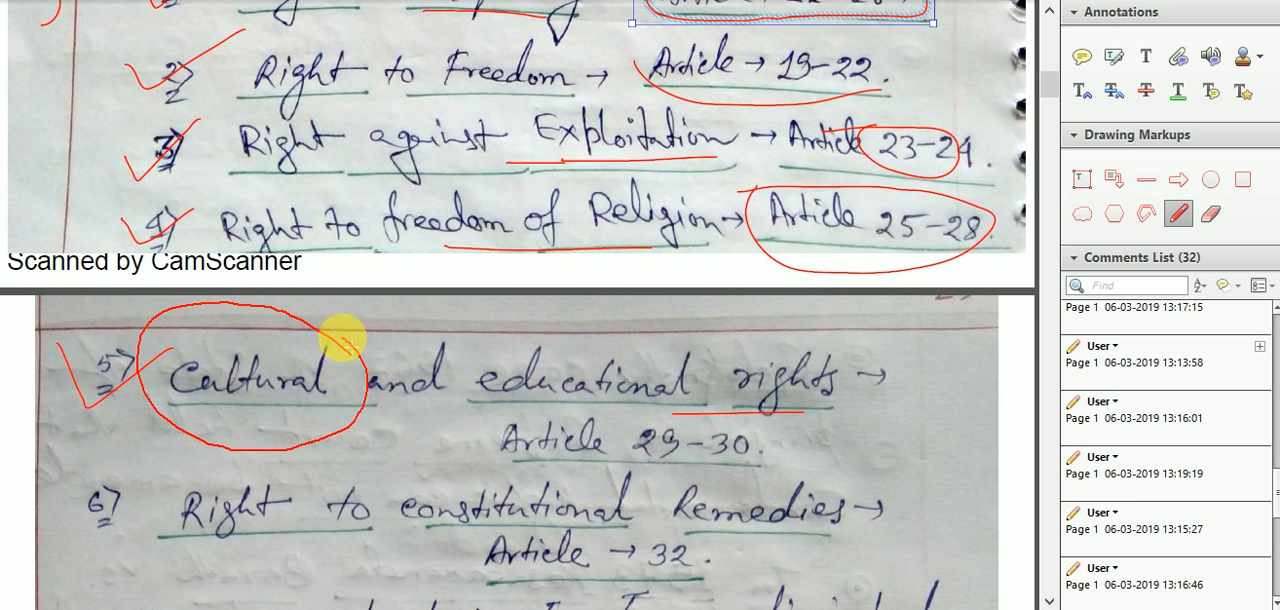 2) Right to Freedom → Article → 19-22.
3) Right against Exploitation → Article 23-24.
4) Right to freedom of Religion → Article 25-28.
Scanned by CamScanner
5) Cultural and educational rights →
Article 29-30.
6) Right to constitutional Remedies →
Article → 32.
Annotations
Drawing Markups
Comments List (32)
Find
Page 1 06-03-2019 13:17:15
User
Page 1 06-03-2019 13:13:58
User
Page 1 06-03-2019 13:16:01
User
Page 1 06-03-2019 13:19:19
User
Page 1 06-03-2019 13:15:27
User
Page 1 06-03-2019 13:16:46